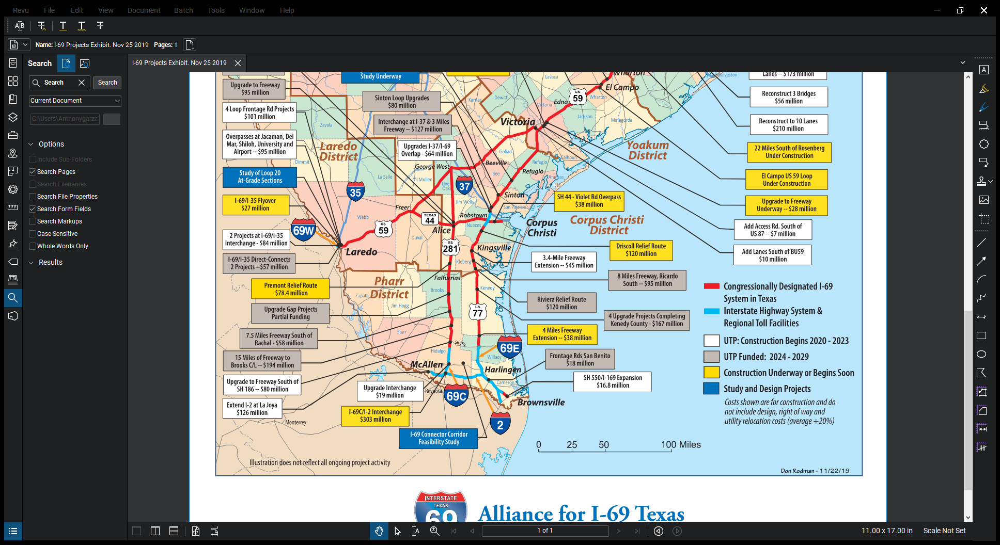 Revu File Edit View Document Batch Tools Window Help
Name: I-69 Projects Exhibit. Nov 25 2019 Pages: 1
Search
I-69 Projects Exhibit. Nov 25 2019
Search
Search
Current Document
C:\Users\Anthonygarza
Options
Include Sub-Folders
Search Pages
Search Filenames
Search File Properties
Search Form Fields
Search Markups
Case Sensitive
Whole Words Only
Results
Upgrade to Freeway
$95 million
4 Loop Frontage Rd Projects
$101 million
Overpasses at Jacaman, Del
Mar, Shiloh, University and
Airport -- $95 million
Study of Loop 20
At-Grade Sections
I-69/I-35 Flyover
$27 million
2 Projects at I-69/I-35
Interchange - $84 million
I-69/I-35 Direct-Connects
2 Projects --$57 million
Premont Relief Route
$78.4 million
Upgrade Gap Projects
Partial Funding
7.5 Miles Freeway South of
Rachal - $58 million
15 Miles of Freeway to
Brooks C/L -- $194 million
Upgrade to Freeway South of
SH 186 -- $80 million
Extend I-2 at La Joya
$126 million
Study Underway
Sinton Loop Upgrades
$80 million
Interchange at I-37 & 3 Miles
Freeway -- $127 million
Upgrades I-37/I-69
Overlap - $64 million
Upgrade Interchange
$19 million
I-69C/I-2 Interchange
$303 million
I-69 Connector Corridor
Feasibility Study
SH 44 - Violet Rd Overpass
$38 million
Driscoll Relief Route
$120 million
3.4-Mile Freeway
Extension -- $45 million
8 Miles Freeway, Ricardo
South -- $95 million
Riviera Relief Route
$120 million
4 Upgrade Projects Completing
Kenedy County - $167 million
4 Miles Freeway
Extension -- $38 million
Frontage Rds San Benito
$18 million
SH 550/I-169 Expansion
$16.8 million
Lanes -- $173 million
Reconstruct 3 Bridges
$56 million
Reconstruct to 10 Lanes
$210 million
22 Miles South of Rosenberg
Under Construction
El Campo US 59 Loop
Under Construction
Upgrade to Freeway
Underway -- $28 million
Add Access Rd. South of
US 87 -- $7 million
Add Lanes South of BU59
$10 million
Wharton
El Campo
Galveston
Lavaca
Karnes
Dewitt
U.S.
59
Wharton
Edna
Victoria
Jackson
Matagorda
Victoria
Zavala
Laredo
District
Yoakum
District
Dimmit
Goliad
Calhoun
Refugio
George West
Beeville
Refugio
La Salle
McMullen
Bee
Aransas
Live
Oak
37
35
Sinton
Jim Wells
San Patricio
Webb
Freer
TEXAS
44
Robstown
Corpus Christi
District
Nueces
Corpus
Christi
69W
U.S.
59
Alice
Duval
U.S.
281
Kingsville
Laredo
Kleberg
Pharr
District
Falfurrias
Brooks
Kenedy
Zapata
Jim Hogg
U.S.
77
Starr
SH 186
69E
Hidalgo
Willacy
McAllen
Harlingen
Cameron
Reynosa
69C
Brownsville
2
Monterrey
Congressionally Designated I-69
System in Texas
Interstate Highway System &
Regional Toll Facilities
UTP: Construction Begins 2020 - 2023
UTP Funded: 2024 - 2029
Construction Underway or Begins Soon
Study and Design Projects
Costs shown are for construction and do
not include design, right of way and
utility relocation costs (average +20%)
0 25 50 100 Miles
Illustration does not reflect all ongoing project activity
Don Rodman - 11/22/19
INTERSTATE
TEXAS
69
Alliance for I-69 Texas
1 of 1
11.00 x 17.00 in Scale Not Set